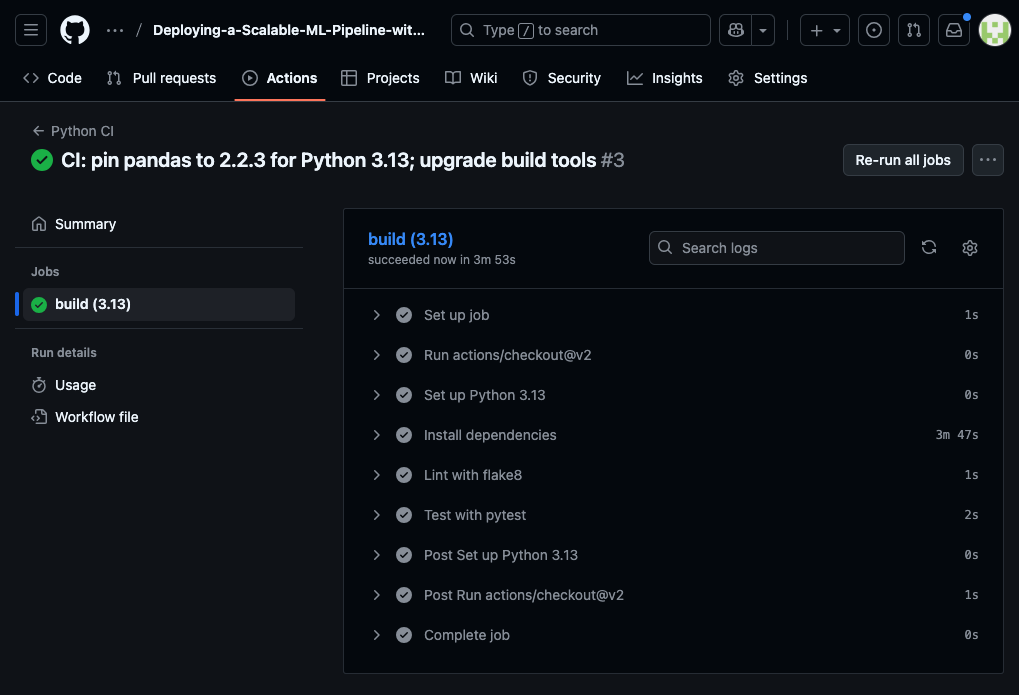 ··· / Deploying-a-Scalable-ML-Pipeline-wit... Type / to search
Code Pull requests Actions Projects Wiki Security Insights Settings
← Python CI
CI: pin pandas to 2.2.3 for Python 3.13; upgrade build tools #3
Re-run all jobs
Summary
Jobs
build (3.13)
Run details
Usage
Workflow file
build (3.13)
succeeded now in 3m 53s
Search logs
Set up job 1s
Run actions/checkout@v2 0s
Set up Python 3.13 0s
Install dependencies 3m 47s
Lint with flake8 1s
Test with pytest 2s
Post Set up Python 3.13 0s
Post Run actions/checkout@v2 1s
Complete job 0s